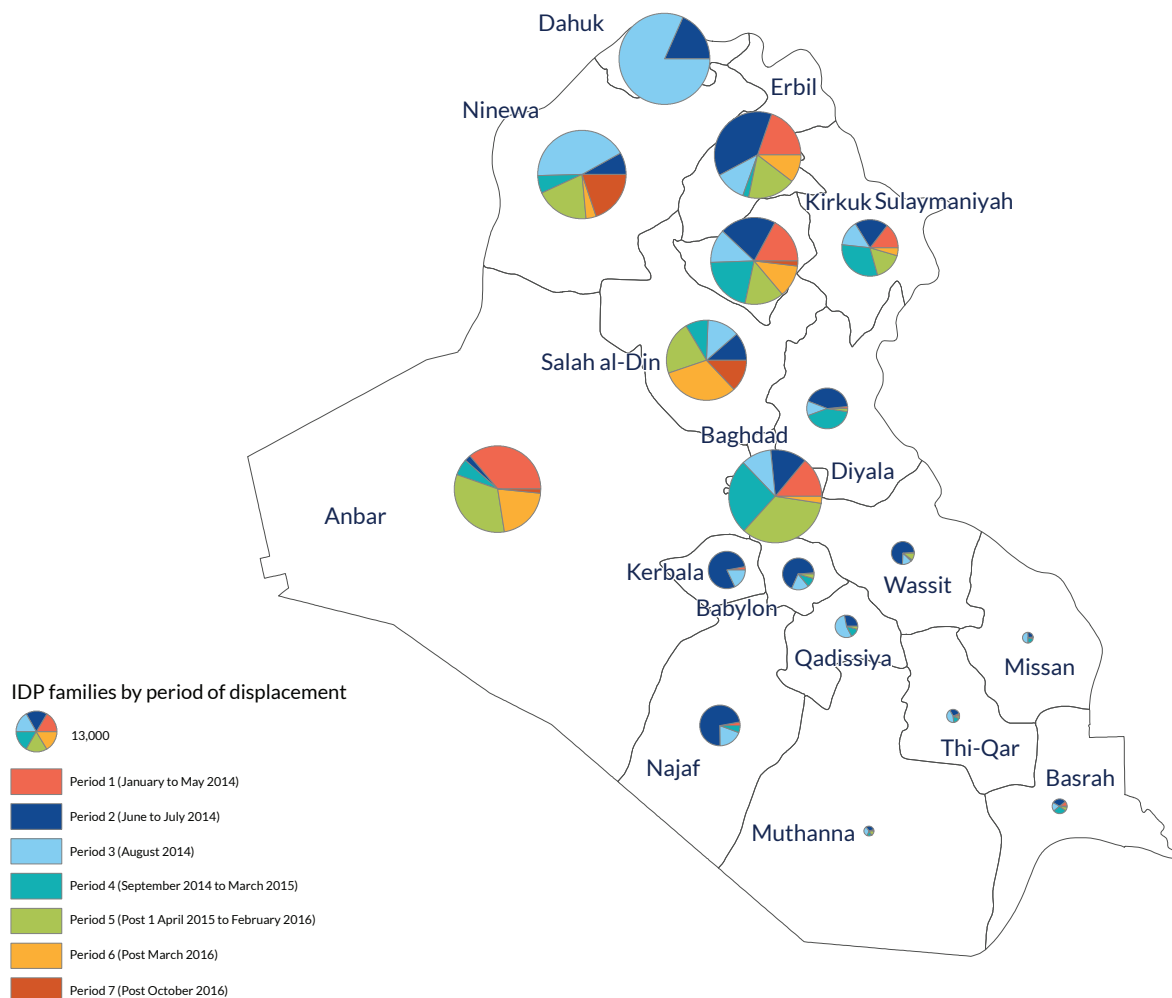 Dahuk
Erbil
Ninewa
Kirkuk
Sulaymaniyah
Salah al-Din
Baghdad
Diyala
Anbar
Kerbala
Wassit
Babylon
Qadissiya
Missan
Najaf
Thi-Qar
Basrah
Muthanna
IDP families by period of displacement
13,000
Period 1 (January to May 2014)
Period 2 (June to July 2014)
Period 3 (August 2014)
Period 4 (September 2014 to March 2015)
Period 5 (Post 1 April 2015 to February 2016)
Period 6 (Post March 2016)
Period 7 (Post October 2016)